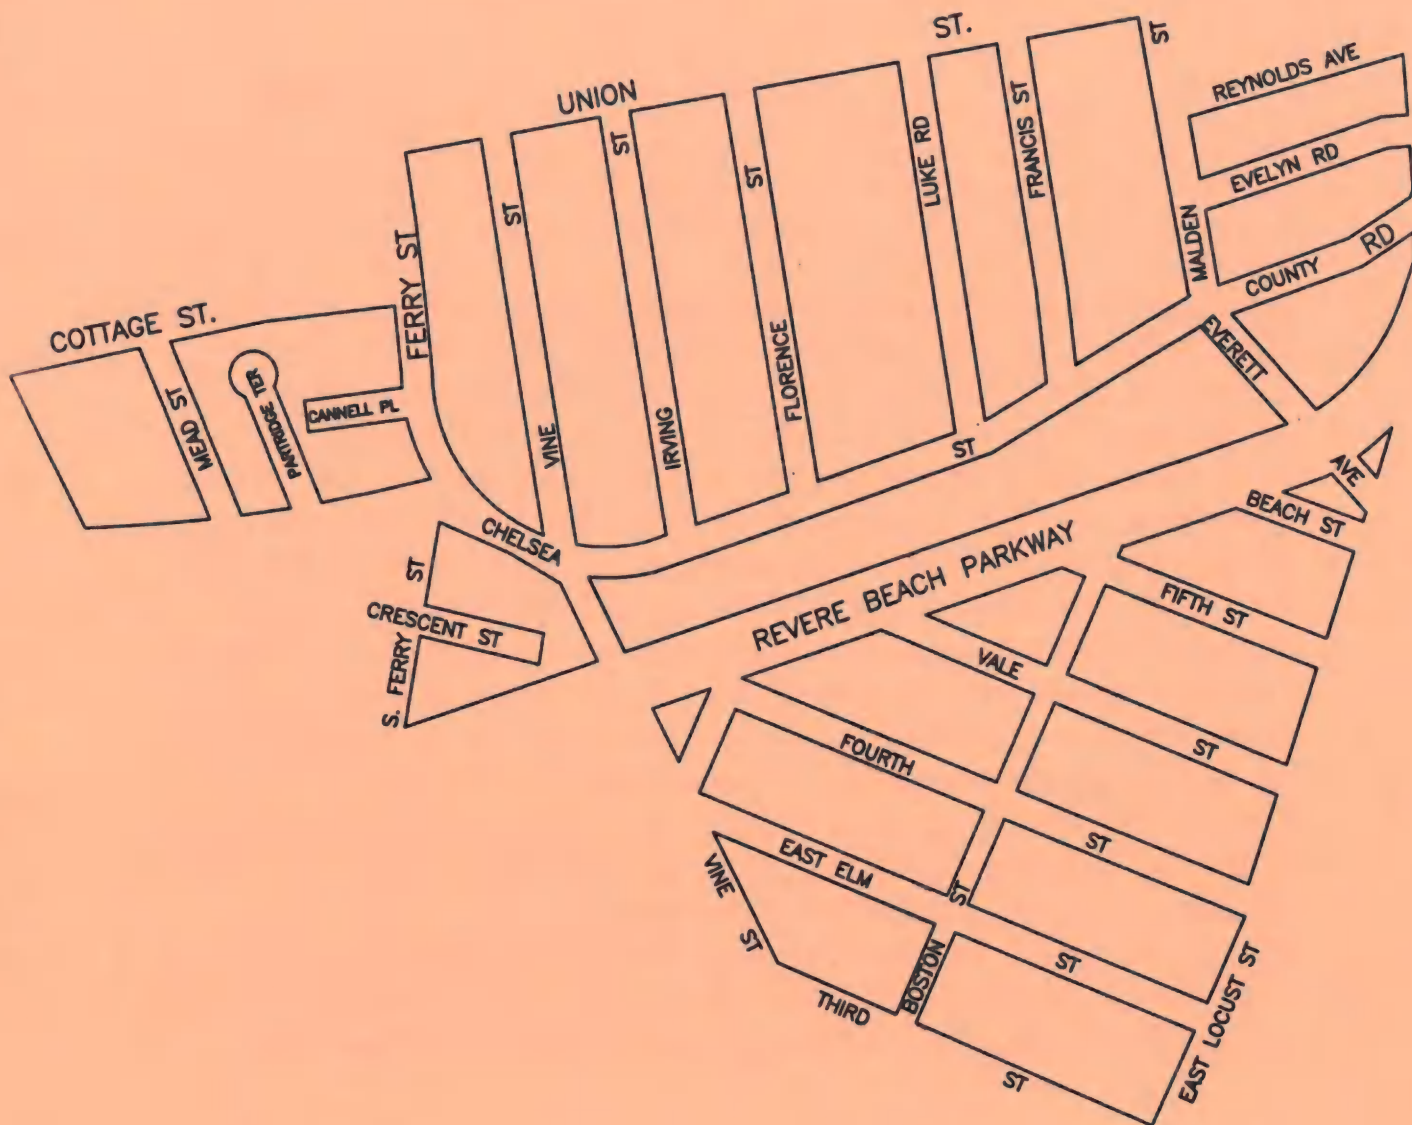 UNION ST.
REYNOLDS AVE
EVELYN RD
COUNTY RD
MALDEN ST
FRANCIS ST
LUKE RD
FLORENCE ST
IRVING ST
VINE ST
FERRY ST
COTTAGE ST.
MEAD ST
PARTRIDGE TER
CANNELL PL
EVERETT AVE
CHELSEA ST
CRESCENT ST
S. FERRY ST
REVERE BEACH PARKWAY
BEACH ST
FIFTH ST
VALE ST
FOURTH ST
EAST ELM ST
VINE ST
THIRD ST
BOSTON ST
EAST LOCUST ST